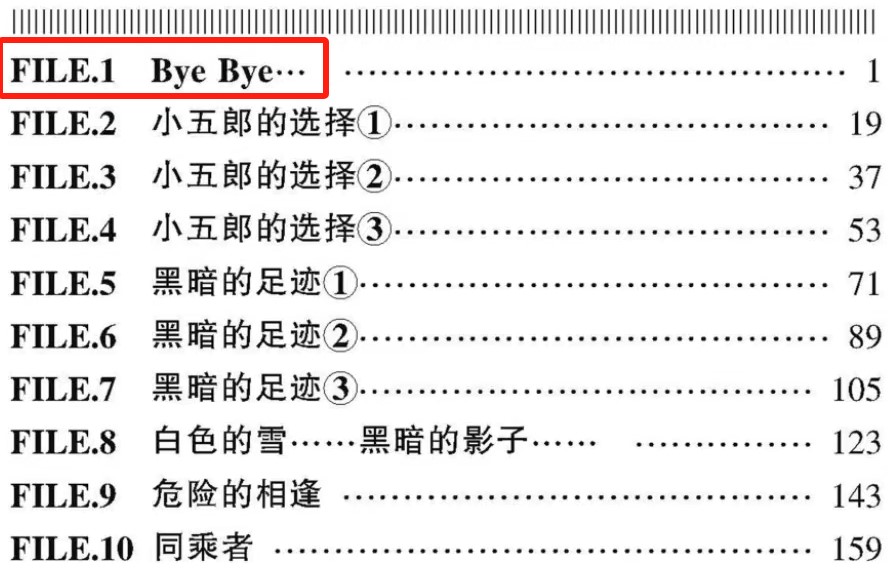 FILE.1 Bye Bye… ……………………………………… 1
FILE.2 小五郎的选择①……………………………………… 19
FILE.3 小五郎的选择②……………………………………… 37
FILE.4 小五郎的选择③……………………………………… 53
FILE.5 黑暗的足迹①……………………………………… 71
FILE.6 黑暗的足迹②……………………………………… 89
FILE.7 黑暗的足迹③……………………………………… 105
FILE.8 白色的雪……黑暗的影子…… ……………… 123
FILE.9 危险的相逢 ……………………………………… 143
FILE.10 同乘者 ……………………………………… 159